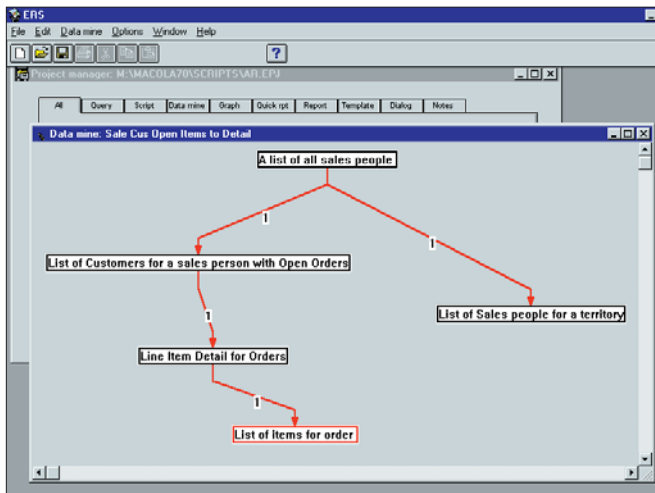 ERS
File Edit Data mine Options Window Help
?
Project manager: M:\MACOLA70\SCRIPTS\AR.EPJ
All Query Script Data mine Graph Quick rpt Report Template Dialog Notes
Data mine: Sale Cus Open Items to Detail
A list of all sales people
1
1
List of Customers for a sales person with Open Orders
List of Sales people for a territory
1
Line Item Detail for Orders
1
List of items for order